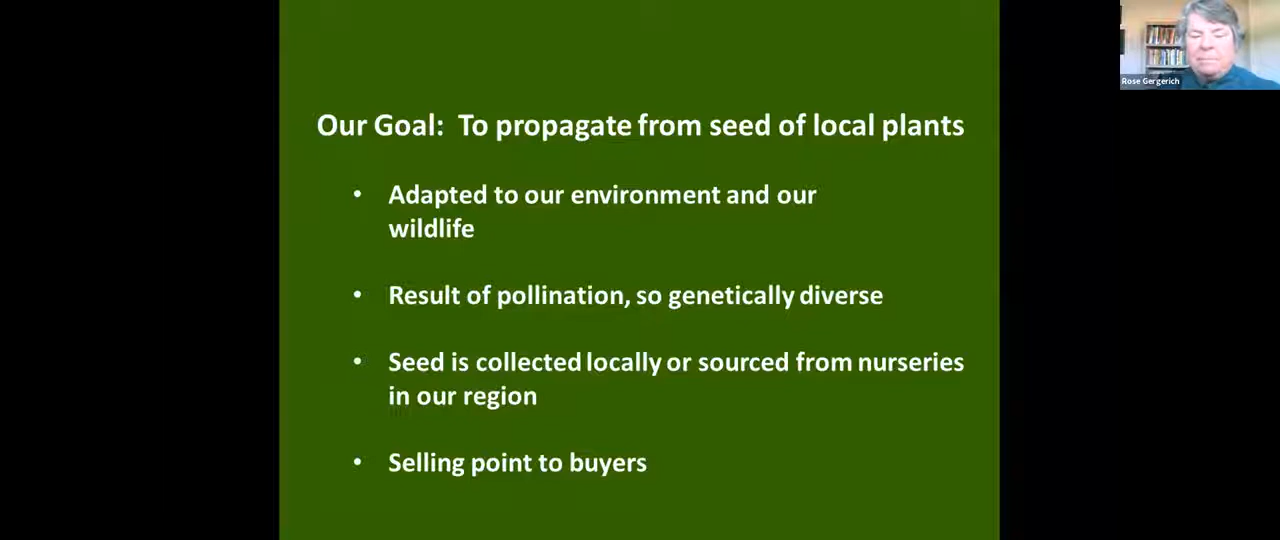 Our Goal: To propagate from seed of local plants
• Adapted to our environment and our
wildlife
• Result of pollination, so genetically diverse
• Seed is collected locally or sourced from nurseries
in our region
• Selling point to buyers
Rose Gergerich